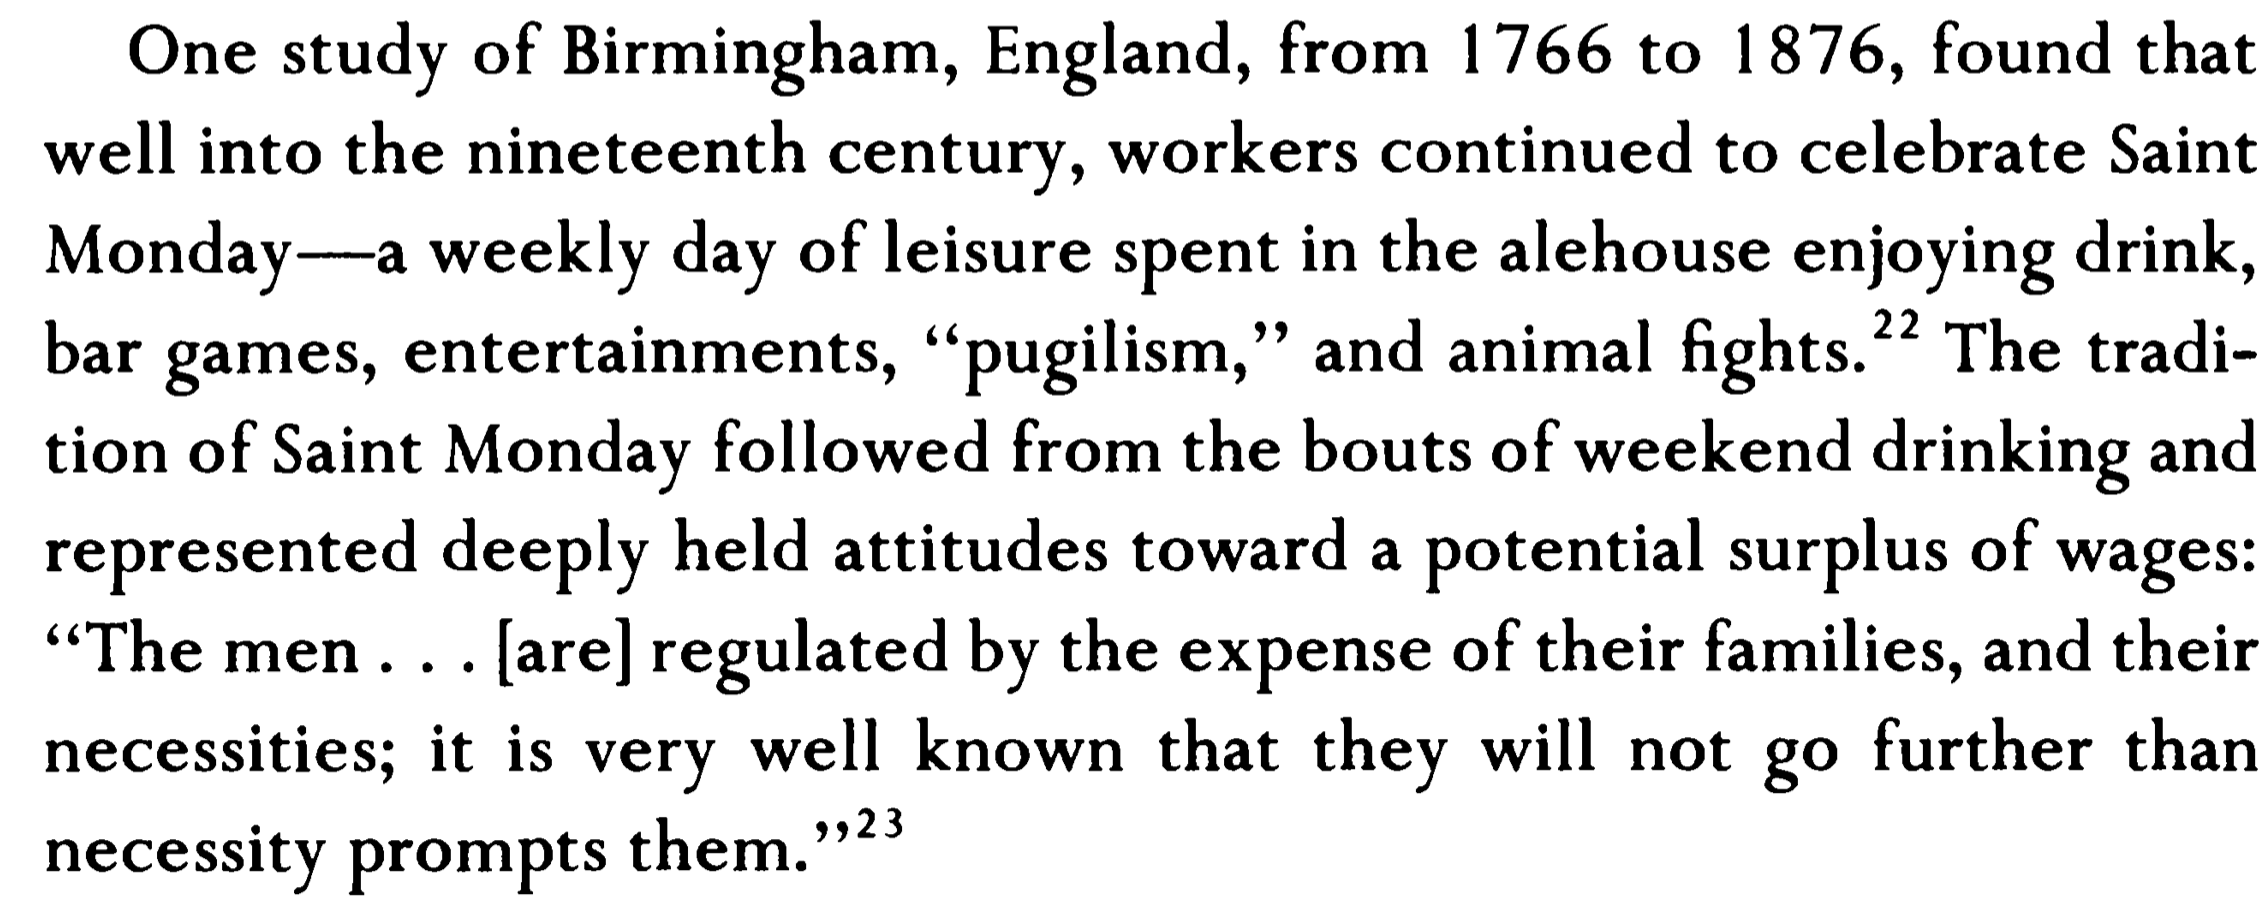 One study of Birmingham, England, from 1766 to 1876, found that
well into the nineteenth century, workers continued to celebrate Saint
Monday—a weekly day of leisure spent in the alehouse enjoying drink,
bar games, entertainments, “pugilism,” and animal fights.22 The tradi-
tion of Saint Monday followed from the bouts of weekend drinking and
represented deeply held attitudes toward a potential surplus of wages:
“The men . . . [are] regulated by the expense of their families, and their
necessities; it is very well known that they will not go further than
necessity prompts them.”23